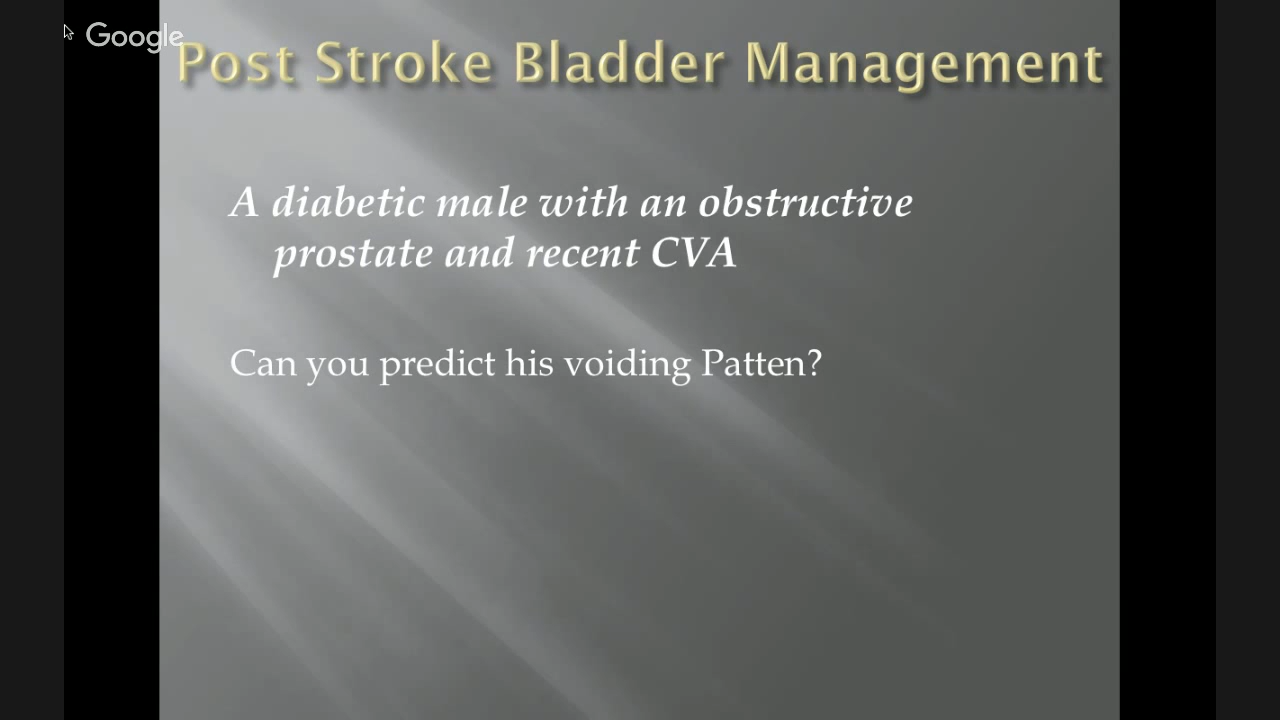 Google
Post Stroke Bladder Management
A diabetic male with an obstructive
prostate and recent CVA
Can you predict his voiding Patten?